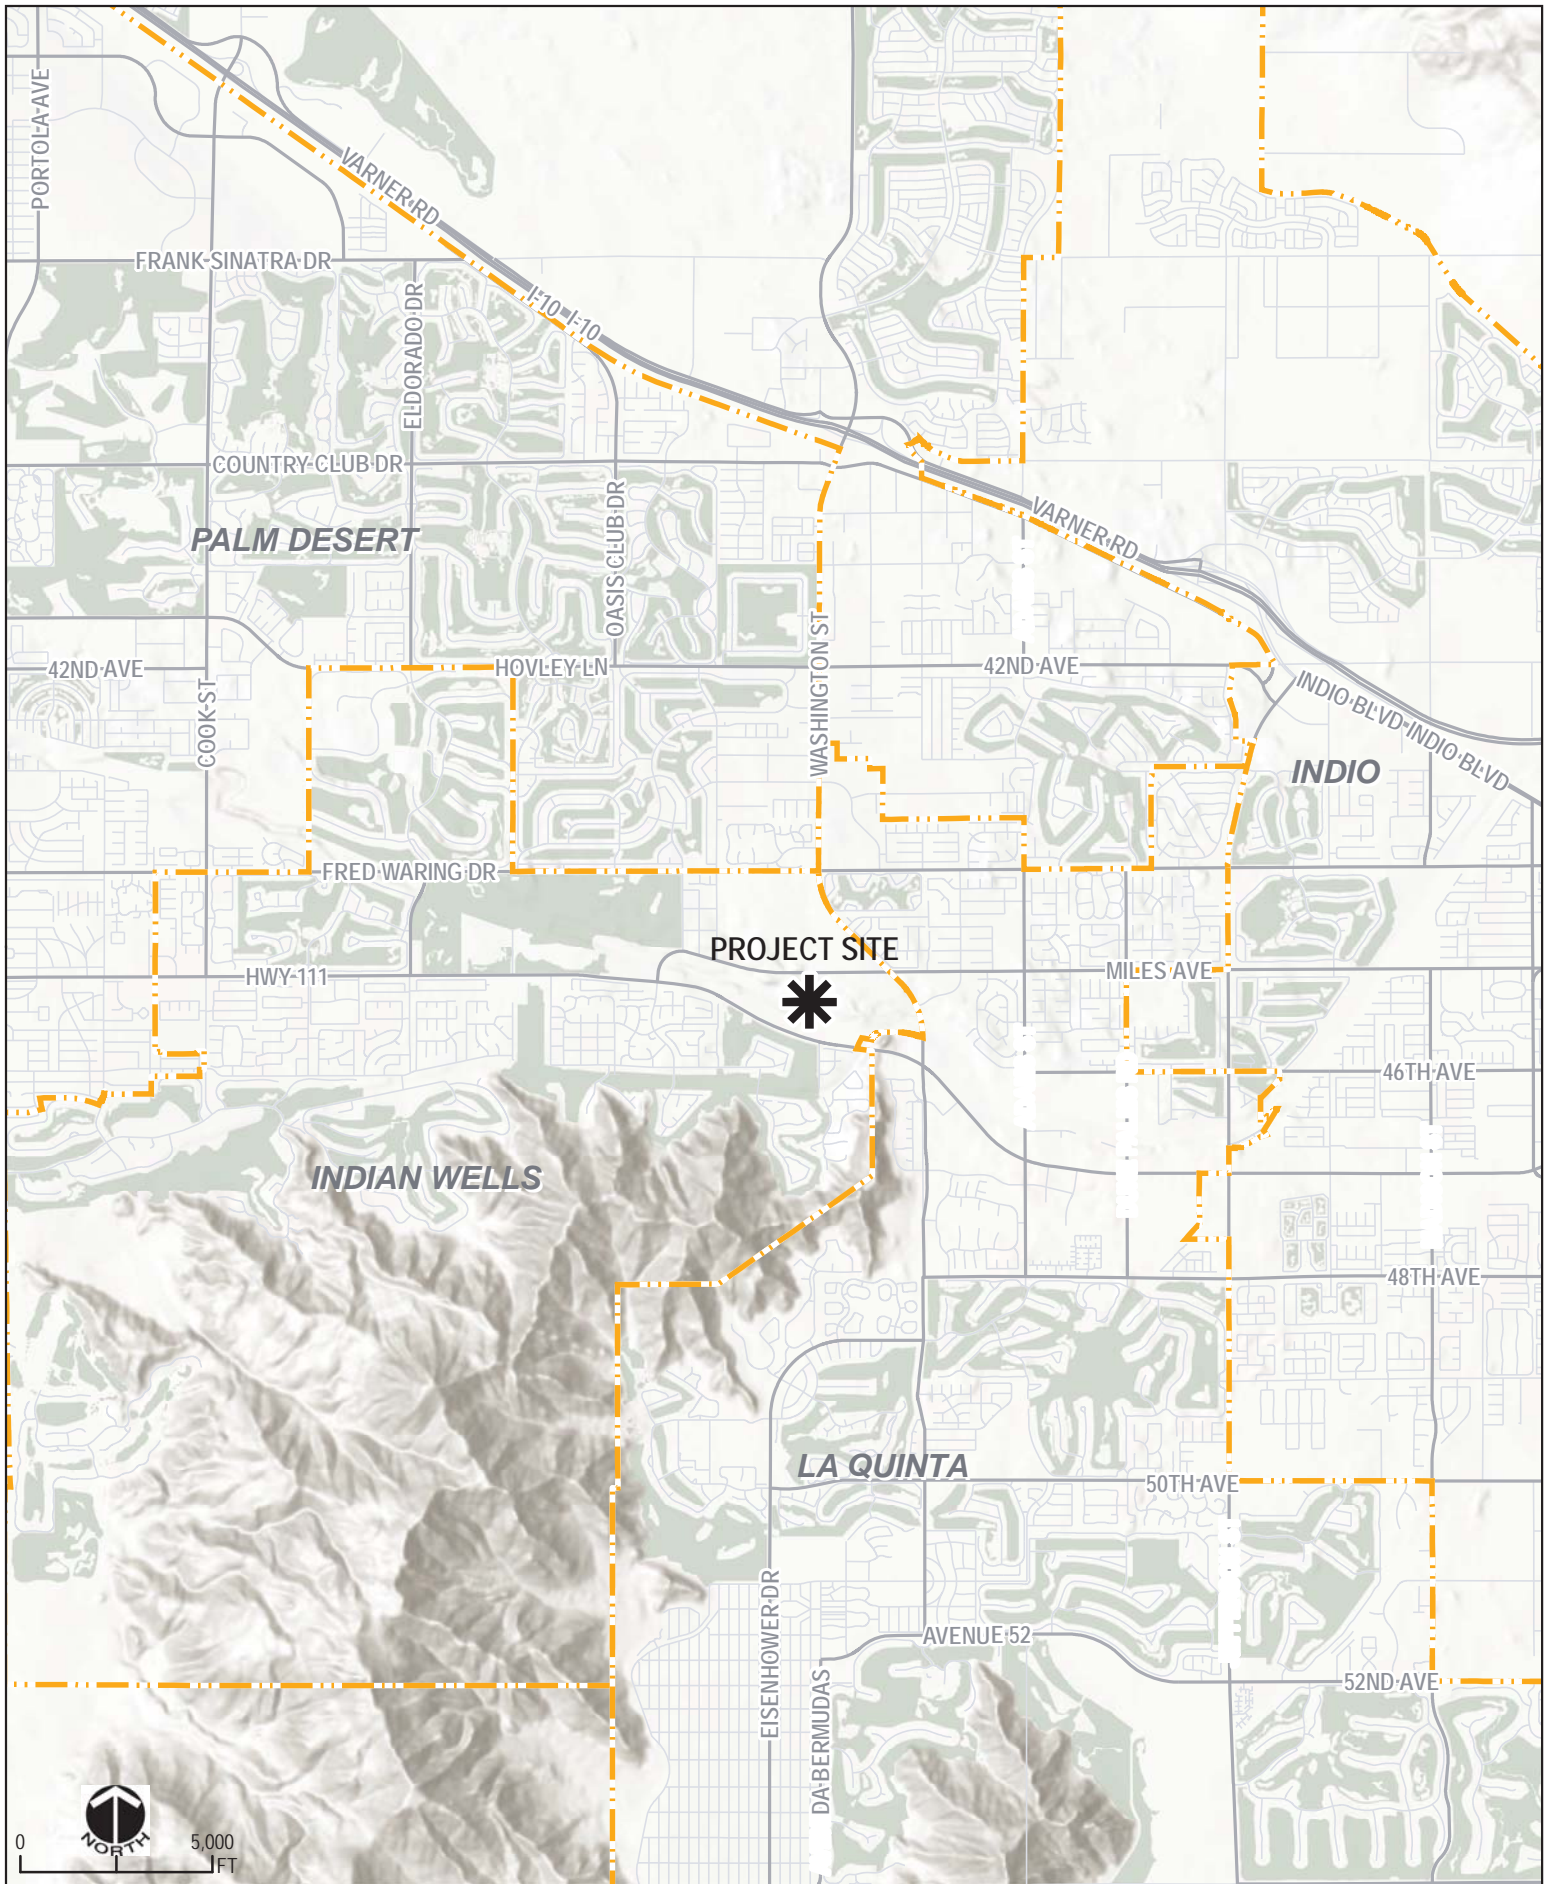 PORTOLA AVE
VARNER RD
FRANK SINATRA DR
I-10 I-10
ELDORADO DR
COUNTRY CLUB DR
OASIS CLUB DR
VARNER RD
PALM DESERT
WASHINGTON ST
42ND AVE
HOVLEY LN
42ND AVE
COOK ST
INDIO BLVD INDIO BLVD
INDIO
FRED WARING DR
PROJECT SITE
HWY 111
MILES AVE
46TH AVE
INDIAN WELLS
48TH AVE
LA QUINTA
50TH AVE
EISENHOWER DR
AVENUE 52
DA BERMUDAS
52ND AVE
NORTH
0 5,000
FT